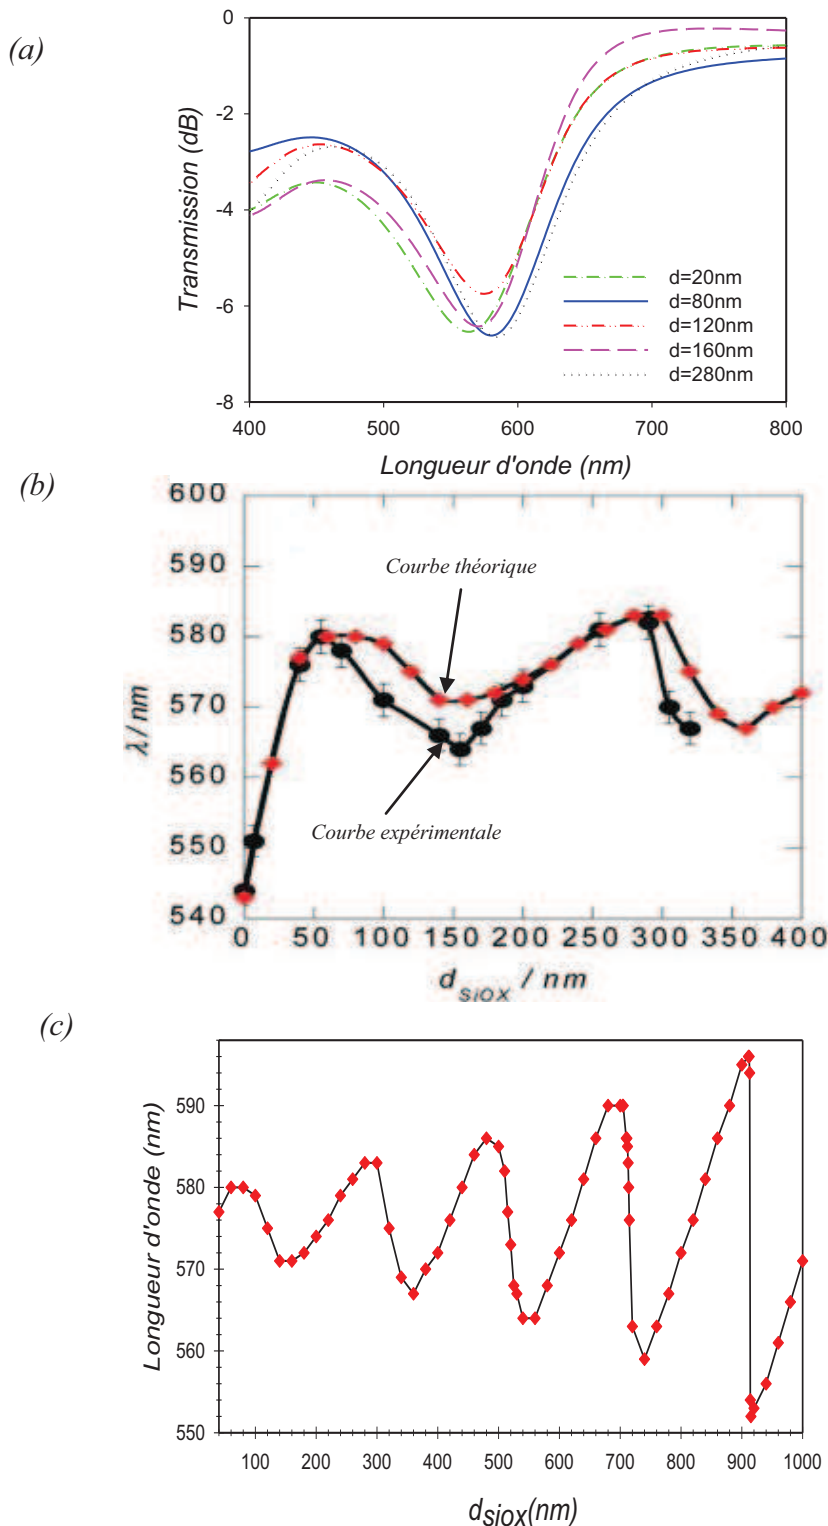 (a)
0
-2
-4
-6
-8
Transmission (dB)
d=20nm
d=80nm
d=120nm
d=160nm
d=280nm
400 500 600 700 800
Longueur d'onde (nm)
(b)
600
590
580
570
560
550
540
λ / nm
Courbe théorique
Courbe expérimentale
0 50 100 150 200 250 300 350 400
d siox / nm
(c)
590
580
570
560
550
Longueur d'onde (nm)
100 200 300 400 500 600 700 800 900 1000
dsiox(nm)